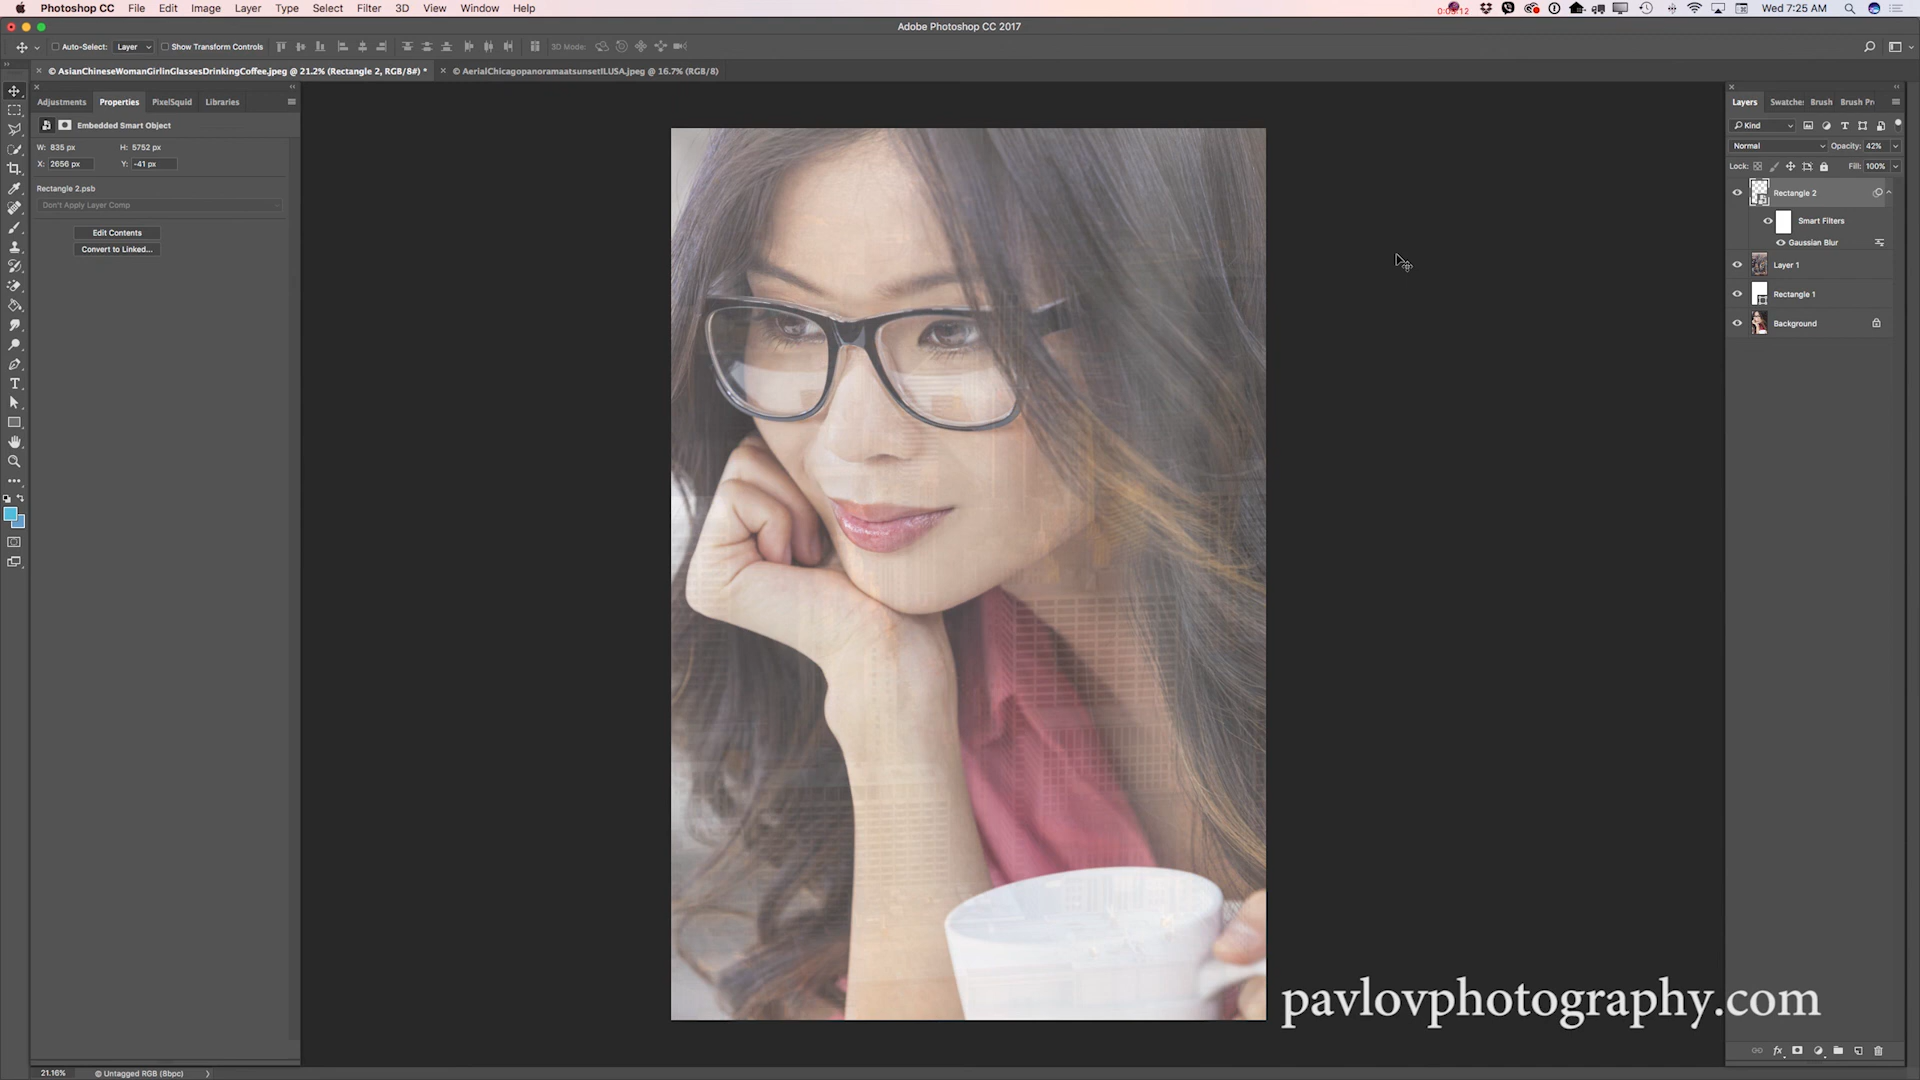 Photoshop CC File Edit Image Layer Type Select Filter 3D View Window Help
Wed 7:25 AM
Adobe Photoshop CC 2017
Auto-Select: Layer Show Transform Controls 3D Mode:
© AsianChineseWomanGirlinGlassesDrinkingCoffee.jpeg @ 21.2% (Rectangle 2, RGB/8#) *
© AerialChicagopanoramaatsunsetILUSA.jpeg @ 16.7% (RGB/8)
Adjustments Properties PixelSquid Libraries
Embedded Smart Object
W: 835 px H: 5752 px
X: 2656 px Y: -41 px
Rectangle 2.psb
Don't Apply Layer Comp
Edit Contents
Convert to Linked...
Layers Swatches Brush Brush Pr
Kind
Normal Opacity: 42%
Lock: Fill: 100%
Rectangle 2
Smart Filters
Gaussian Blur
Layer 1
Rectangle 1
Background
pavlovphotography.com
21.16% © Untagged RGB (8bpc)